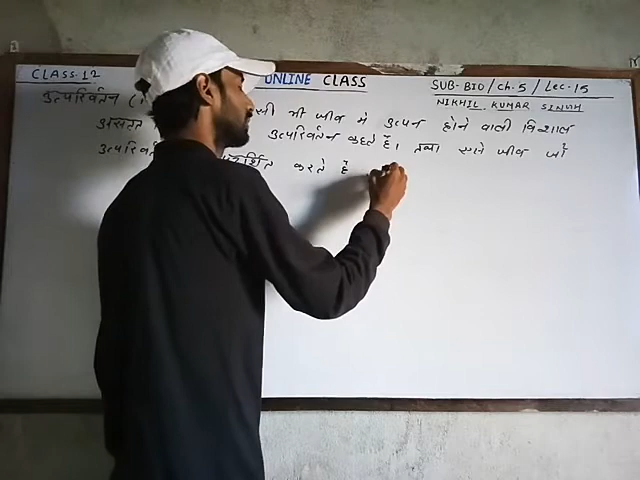 CLASS-12 ONLINE CLASS SUB-BIO/Ch.5/Lec-15
NIKHIL KUMAR SINGH
उत्परिवर्तन सी भी जीव में उत्पन होने वाली विशाल
असतत उत्परिवर्तन कहते हैं। तथा जीव जो
प्रदर्शित करते हैं